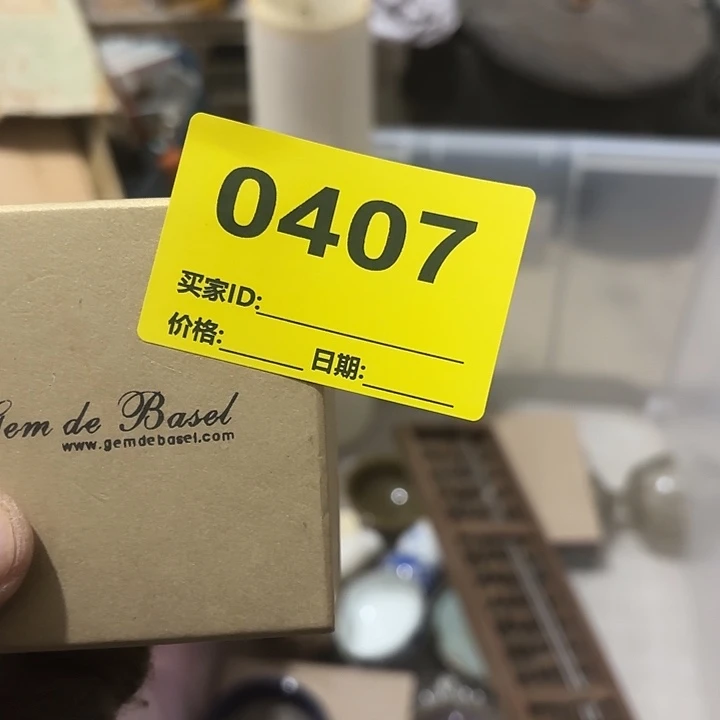 0407
买家ID:
价格: 日期:
Gem de Basel
www.gemdebasel.com